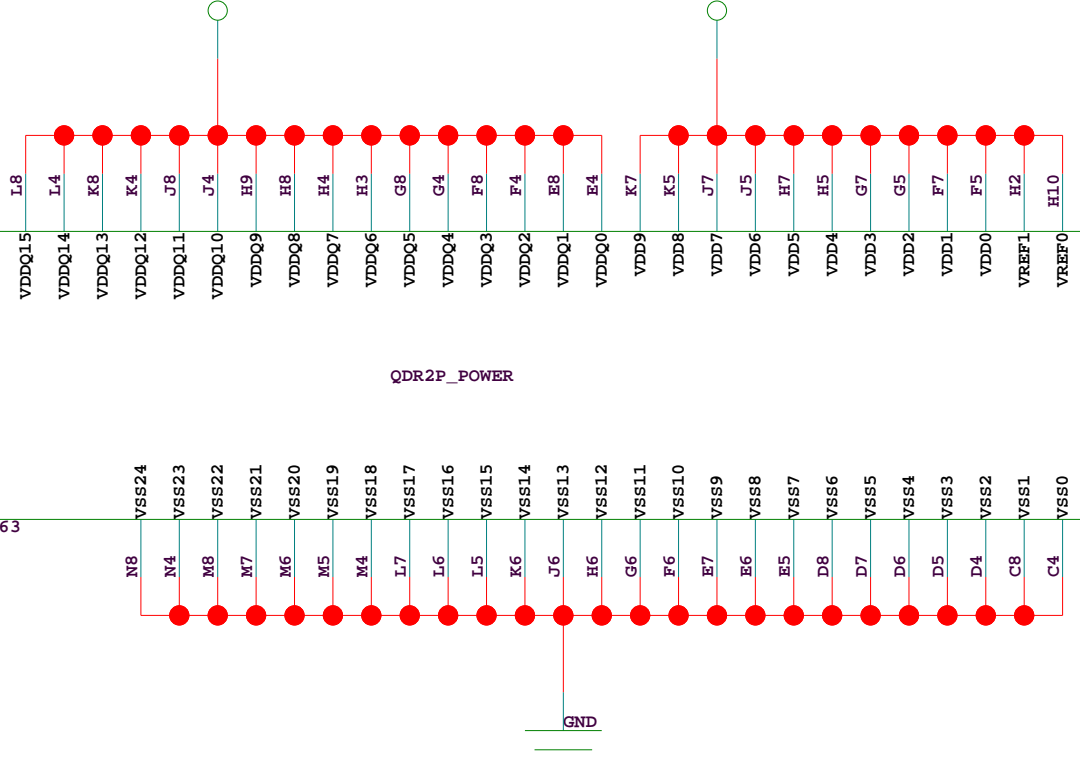 L8
L4
K8
K4
J8
J4
H9
H8
H4
H3
G8
G4
F8
F4
E8
E4
K7
K5
J7
J5
H7
H5
G7
G5
F7
F5
H2
H10
VDDQ15
VDDQ14
VDDQ13
VDDQ12
VDDQ11
VDDQ10
VDDQ9
VDDQ8
VDDQ7
VDDQ6
VDDQ5
VDDQ4
VDDQ3
VDDQ2
VDDQ1
VDDQ0
VDD9
VDD8
VDD7
VDD6
VDD5
VDD4
VDD3
VDD2
VDD1
VDD0
VREF1
VREF0
QDR2P_POWER
VSS24
VSS23
VSS22
VSS21
VSS20
VSS19
VSS18
VSS17
VSS16
VSS15
VSS14
VSS13
VSS12
VSS11
VSS10
VSS9
VSS8
VSS7
VSS6
VSS5
VSS4
VSS3
VSS2
VSS1
VSS0
63
N8
N4
M8
M7
M6
M5
M4
L7
L6
L5
K6
J6
H6
G6
F6
E7
E6
E5
D8
D7
D6
D5
D4
C8
C4
GND